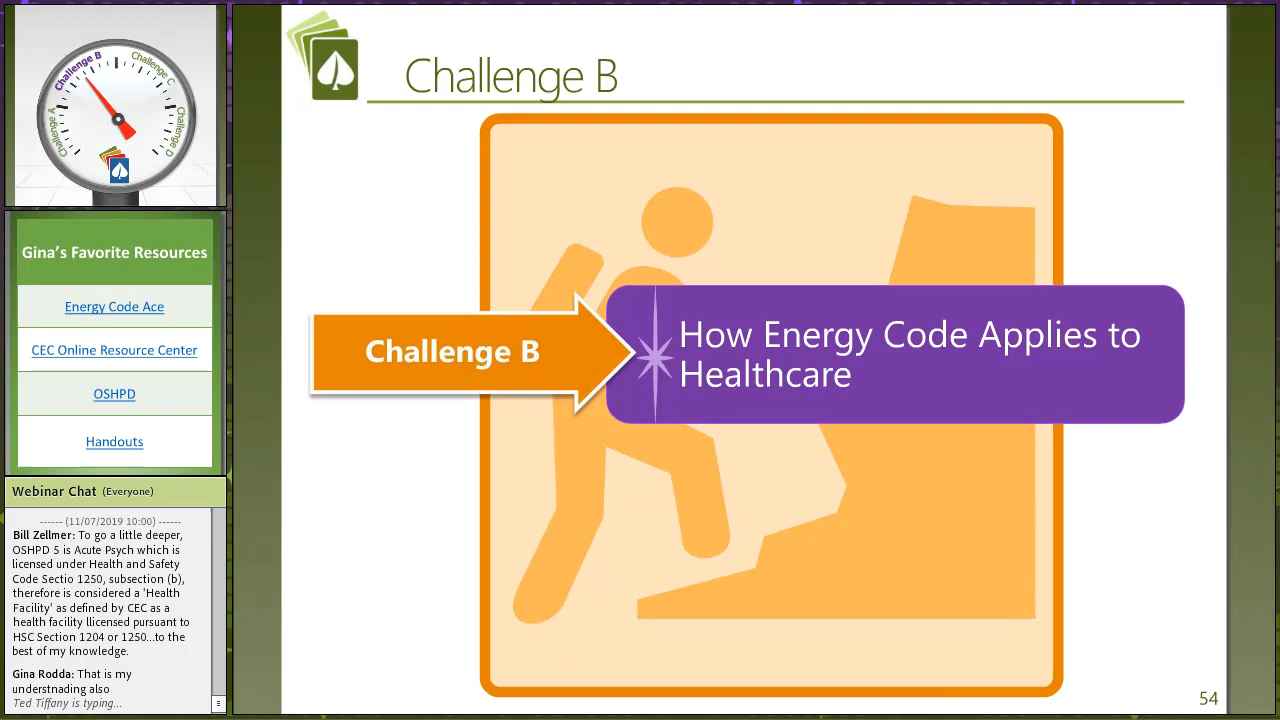 Challenge A
Challenge B
Challenge C
Challenge D
Gina's Favorite Resources
Energy Code Ace
CEC Online Resource Center
OSHPD
Handouts
Webinar Chat (Everyone)
------ (11/07/2019 10:00) ------
Bill Zellmer: To go a little deeper,
OSHPD 5 is Acute Psych which is
licensed under Health and Safety
Code Sectio 1250, subsection (b),
therefore is considered a 'Health
Facility' as defined by CEC as a
health facility llicensed pursuant to
HSC Section 1204 or 1250...to the
best of my knowledge.
Gina Rodda: That is my
understnading also
Ted Tiffany is typing...
Challenge B
Challenge B
How Energy Code Applies to
Healthcare
54